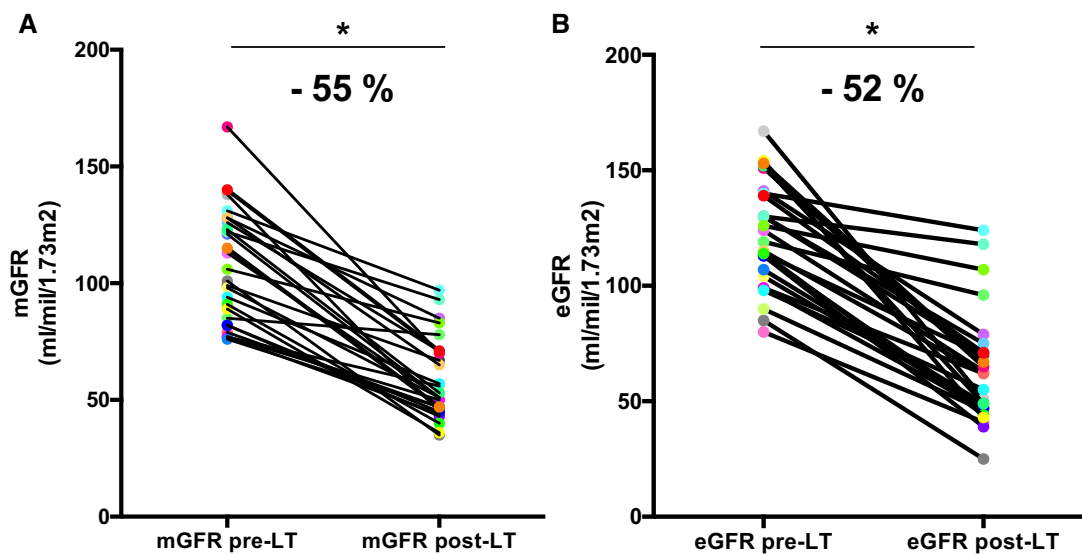 A
*
- 55 %
mGFR
(ml/mil/1.73m2)
200
150
100
50
0
mGFR pre-LT
mGFR post-LT
B
*
- 52 %
eGFR
(ml/mil/1.73m2)
200
150
100
50
0
eGFR pre-LT
eGFR post-LT